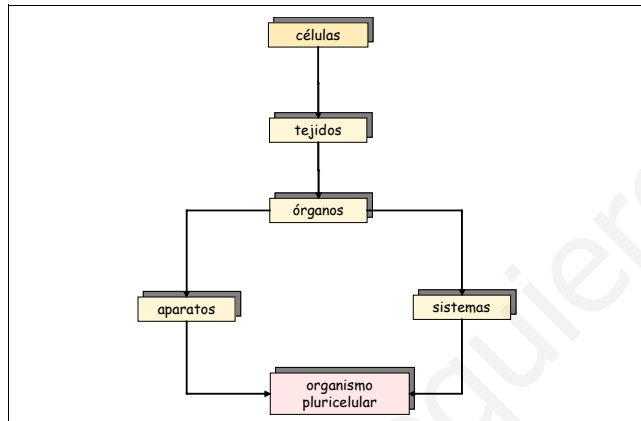 células
tejidos
órganos
aparatos
sistemas
organismo
pluricelular